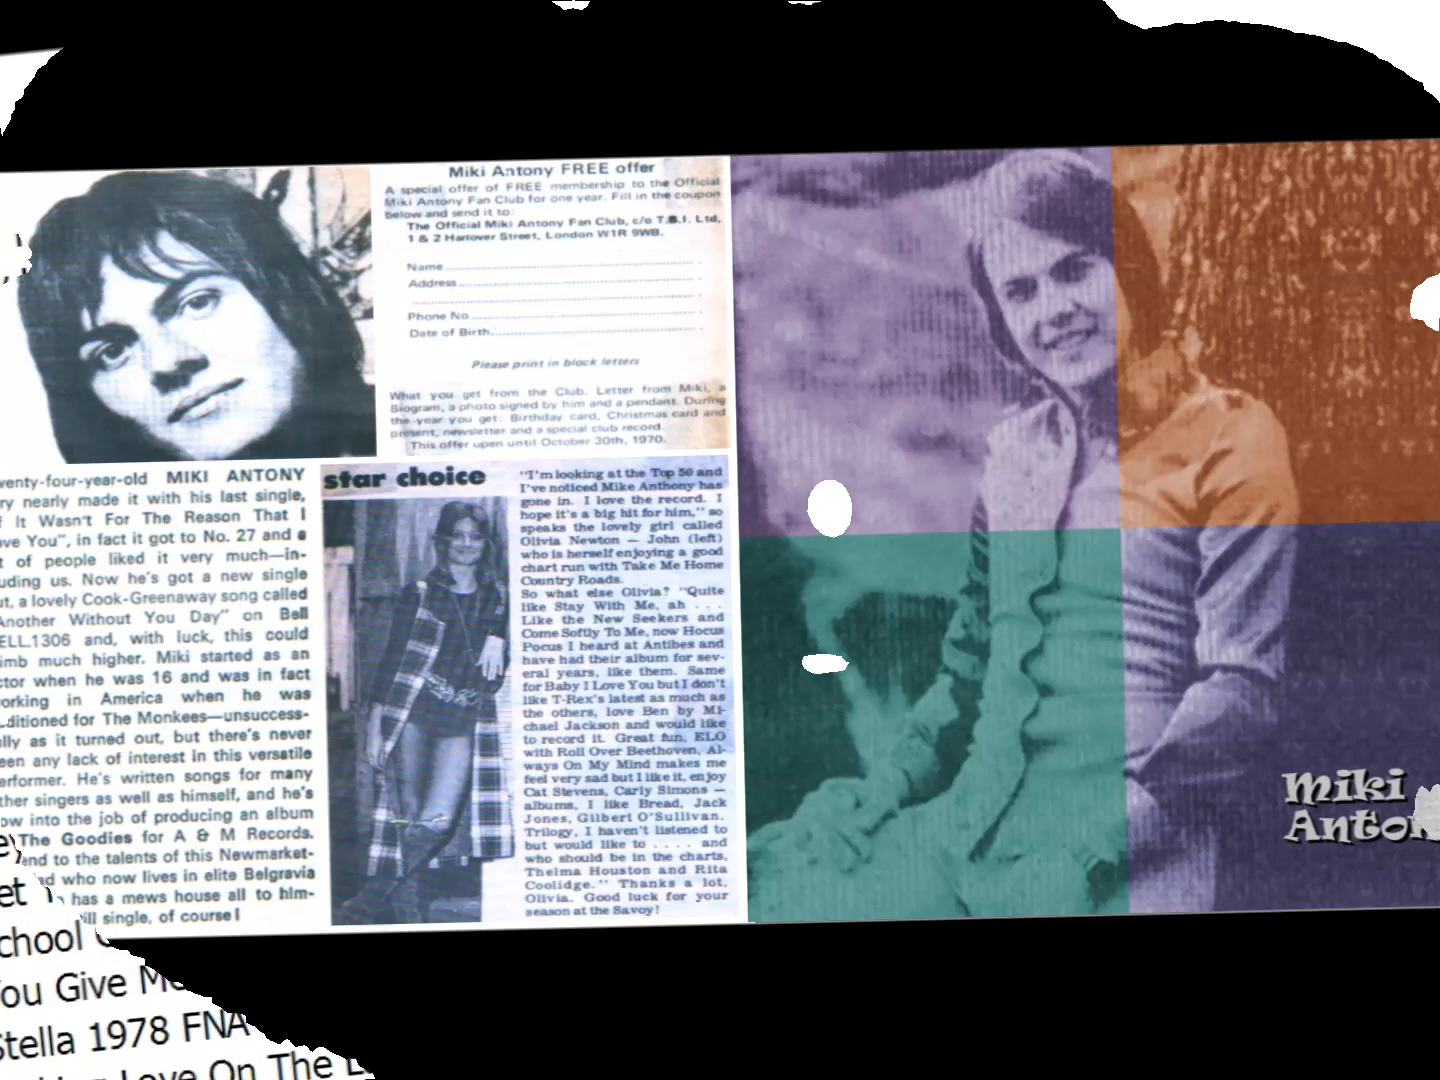 Miki Antony FREE offer
A special offer of FREE membership to the Official
Miki Antony Fan Club for one year. Fill in the coupon
below and send it to:
The Official Miki Antony Fan Club, c/o T.B.I. Ltd,
1 & 2 Hanover Street, London W1R 9WB.
Name
Address
Phone No
Date of Birth
Please print in block letters
What you get from the Club. Letter from Miki, a
Biogram, a photo signed by him and a pendant. During
the year you get: Birthday card, Christmas card and
present, newsletter and a special club record.
This offer open until October 30th, 1970.
wenty-four-year-old MIKI ANTONY
ry nearly made it with his last single,
f It Wasn't For The Reason That I
ave You", in fact it got to No. 27 and a
t of people liked it very much—in-
uding us. Now he's got a new single
ut, a lovely Cook-Greenaway song called
Another Without You Day" on Bell
ELL1306 and, with luck, this could
imb much higher. Miki started as an
ctor when he was 16 and was in fact
orking in America when he was
ditioned for The Monkees—unsuccess-
lly as it turned out, but there's never
een any lack of interest in this versatile
erformer. He's written songs for many
ther singers as well as himself, and he's
ow into the job of producing an album
The Goodies for A & M Records.
end to the talents of this Newmarket-
ad who now lives in elite Belgravia
has a mews house all to him-
ill single, of course!
star choice
"I'm looking at the Top 50 and
I've noticed Mike Anthony has
gone in. I love the record. I
hope it's a big hit for him," so
speaks the lovely girl called
Olivia Newton — John (left)
who is herself enjoying a good
chart run with Take Me Home
Country Roads.
So what else Olivia? "Quite
like Stay With Me, ah . . .
Like the New Seekers and
Come Softly To Me, now Hocus
Pocus I heard at Antibes and
have had their album for sev-
eral years, like them. Same
for Baby I Love You but I don't
like T-Rex's latest as much as
the others, love Ben by Mi-
chael Jackson and would like
to record it. Great fun, ELO
with Roll Over Beethoven, Al-
ways On My Mind makes me
feel very sad but I like it, enjoy
Cat Stevens, Carly Simons —
albums, I like Bread, Jack
Jones, Gilbert O'Sullivan.
Trilogy, I haven't listened to
but would like to . . . . and
who should be in the charts,
Thelma Houston and Rita
Coolidge." Thanks a lot,
Olivia. Good luck for your
season at the Savoy!
Miki
Anton
chool
You Give Me
Stella 1978 FNA
Love On The